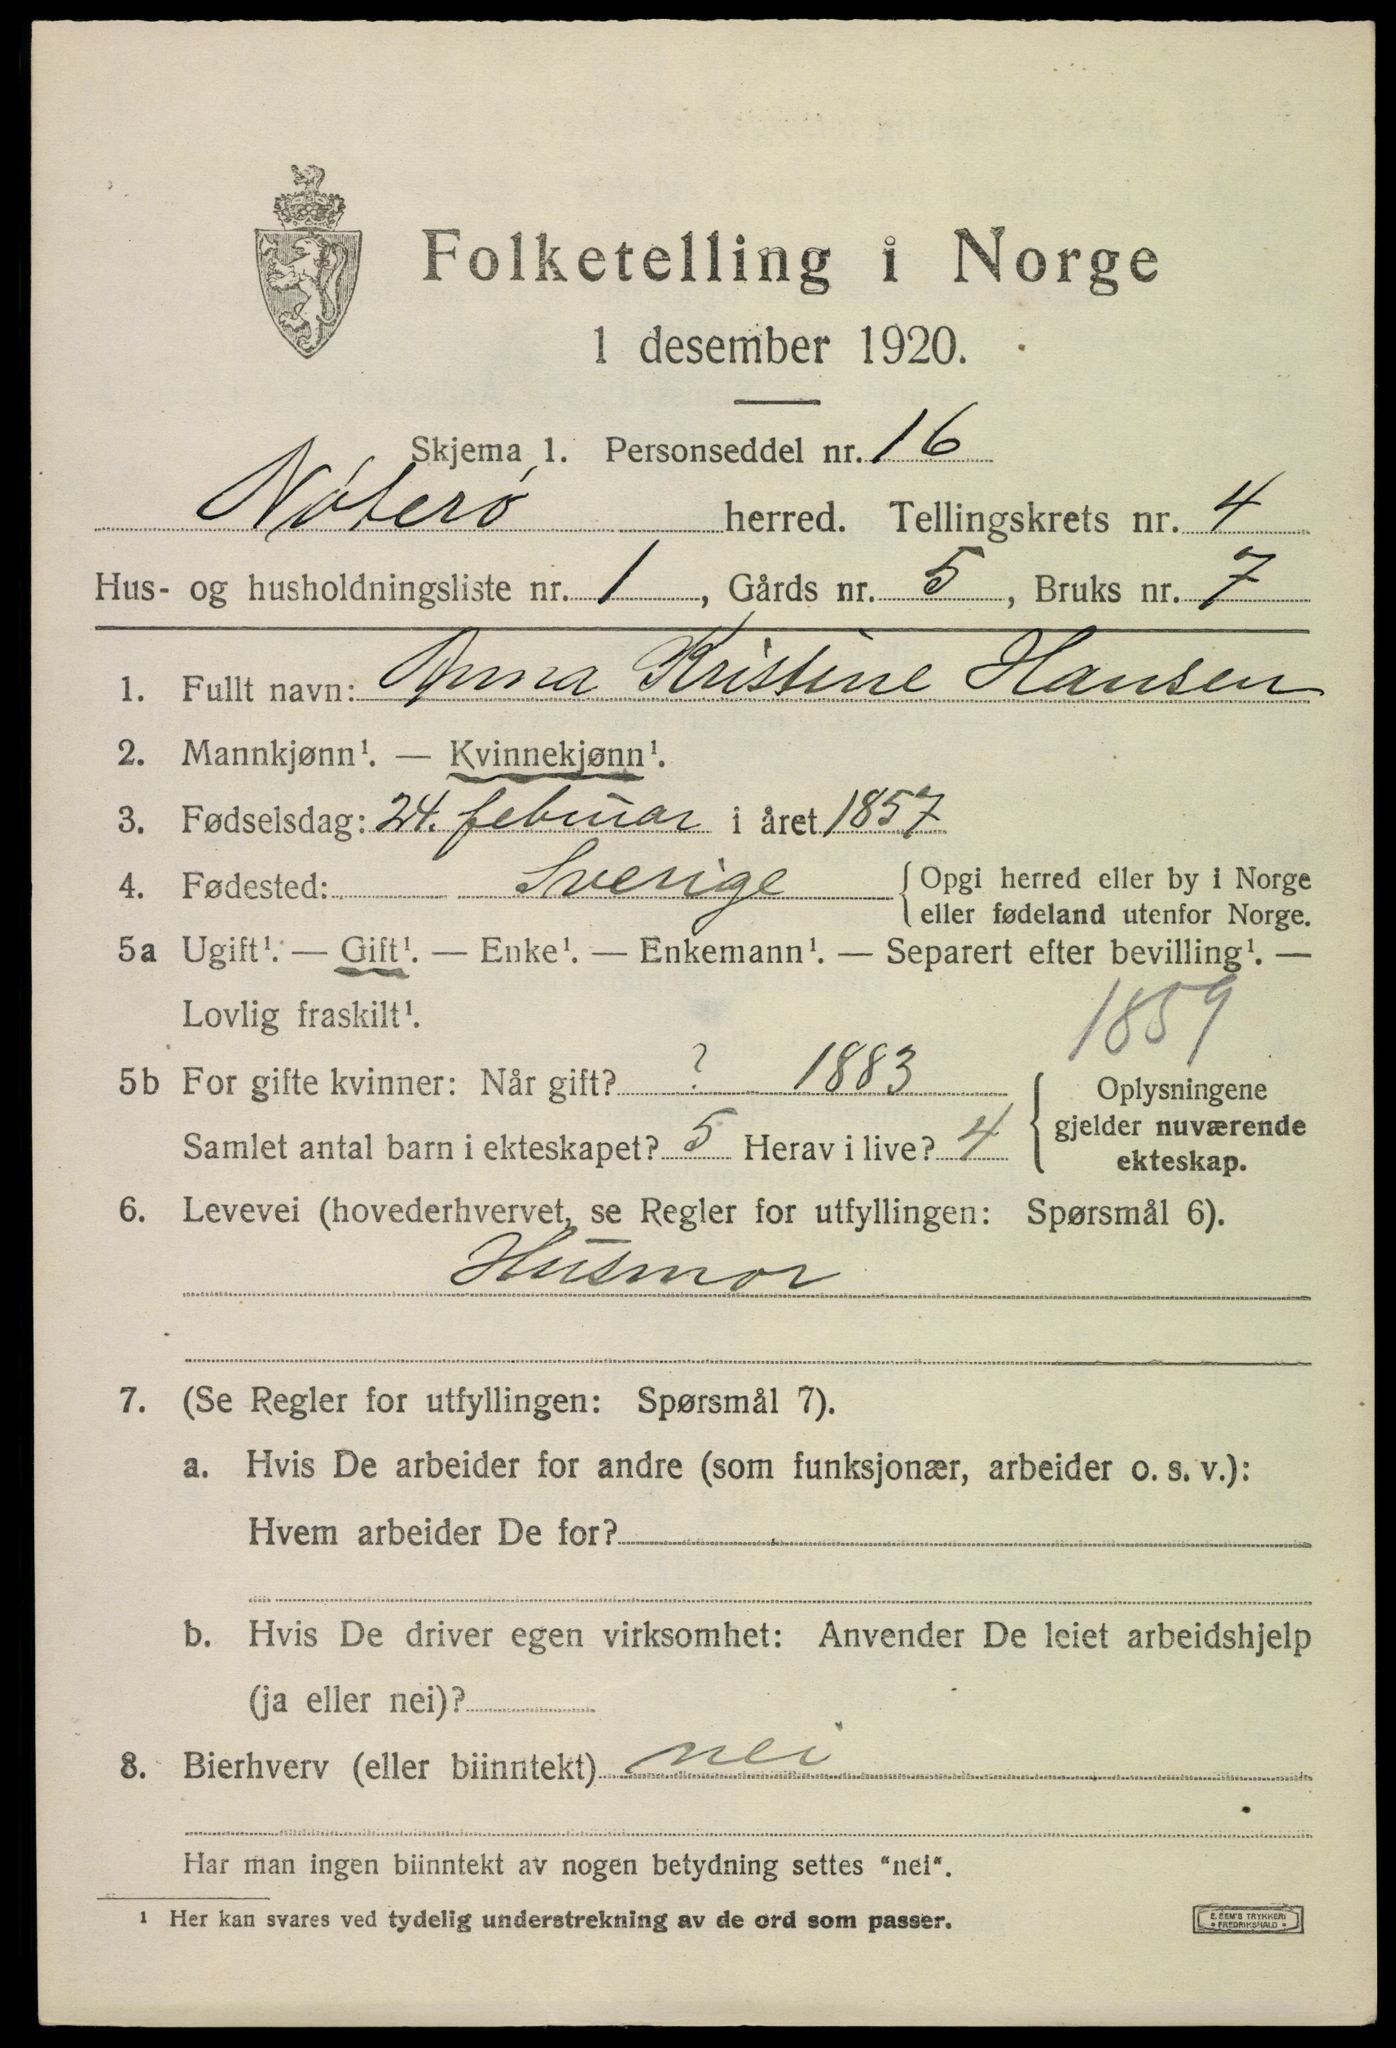 Folketelling i Norge
1 desember 1920.
Skjema 1. Personseddel nr. 16
Nøterø herred. Tellingskrets nr. 4
Hus- og husholdningsliste nr. 1, Gårds nr. 5, Bruks nr. 7
1. Fullt navn: Anna Kristine Hansen
2. Mannkjønn¹. — Kvinnekjønn¹.
3. Fødselsdag: 24. februar i året 1857
4. Fødested: Sverige {Opgi herred eller by i Norge
eller fødeland utenfor Norge.
5a Ugift¹. — Gift¹. — Enke¹. — Enkemann¹. — Separert efter bevilling¹. —
Lovlig fraskilt¹.
1859
5b For gifte kvinner: Når gift? ? 1883
Samlet antal barn i ekteskapet? 5 Herav i live? 4
{Oplysningene
gjelder nuværende
ekteskap.
6. Levevei (hovederhvervet, se Regler for utfyllingen: Spørsmål 6).
Husmor
7. (Se Regler for utfyllingen: Spørsmål 7).
a. Hvis De arbeider for andre (som funksjonær, arbeider o. s. v.):
Hvem arbeider De for?
b. Hvis De driver egen virksomhet: Anvender De leiet arbeidshjelp
(ja eller nei)?
8. Bierhverv (eller biinntekt) nei
Har man ingen biinntekt av nogen betydning settes "nei".
¹ Her kan svares ved tydelig understrekning av de ord som passer.
E. SEM'S TRYKKERI
• FREDRIKSHALD •